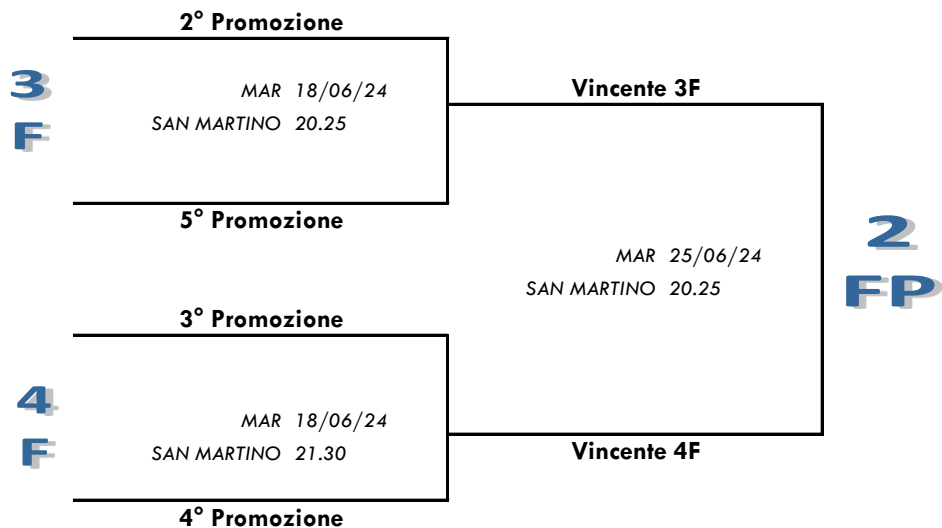 2° Promozione
3
F
MAR 18/06/24
SAN MARTINO 20.25
5° Promozione
Vincente 3F
MAR 25/06/24
SAN MARTINO 20.25
2
FP
3° Promozione
4
F
MAR 18/06/24
SAN MARTINO 21.30
4° Promozione
Vincente 4F